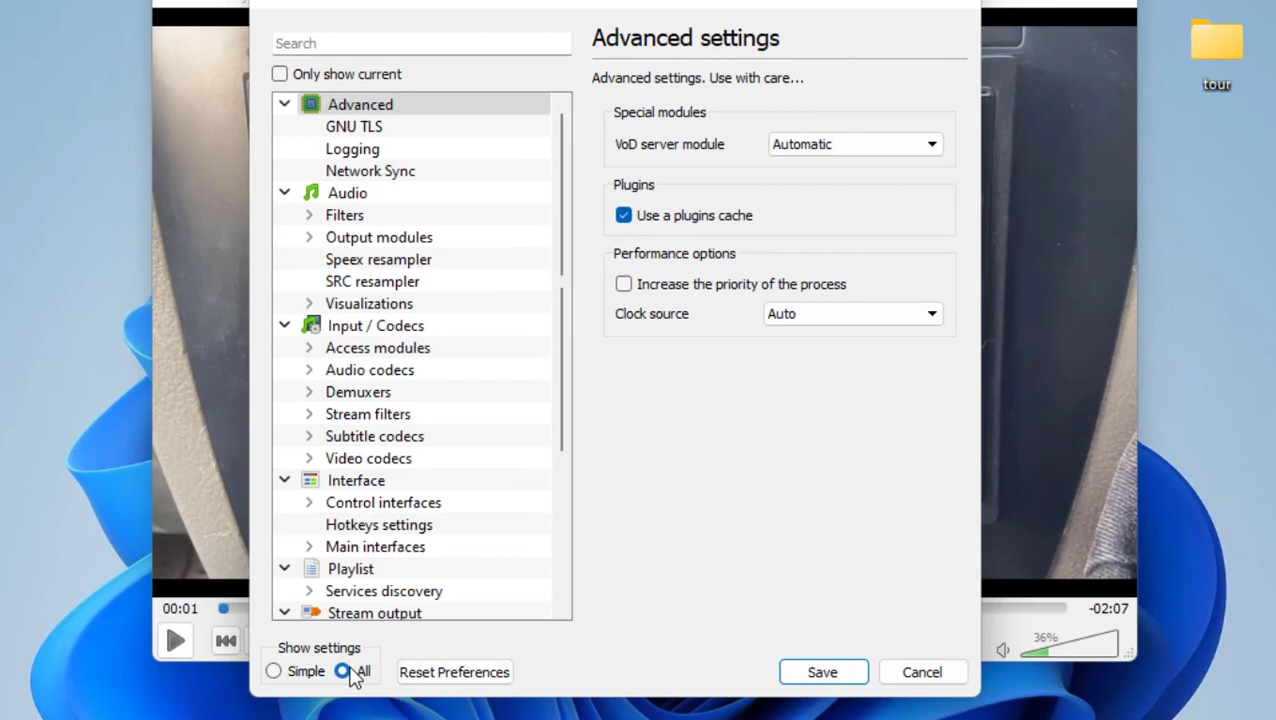 Search
Only show current
Advanced
GNU TLS
Logging
Network Sync
Audio
Filters
Output modules
Speex resampler
SRC resampler
Visualizations
Input / Codecs
Access modules
Audio codecs
Demuxers
Stream filters
Subtitle codecs
Video codecs
Interface
Control interfaces
Hotkeys settings
Main interfaces
Playlist
Services discovery
Stream output
Show settings
Simple All Reset Preferences
Advanced settings
Advanced settings. Use with care...
Special modules
VoD server module Automatic
Plugins
Use a plugins cache
Performance options
Increase the priority of the process
Clock source Auto
Save Cancel
00:01 -02:07
36%
tour